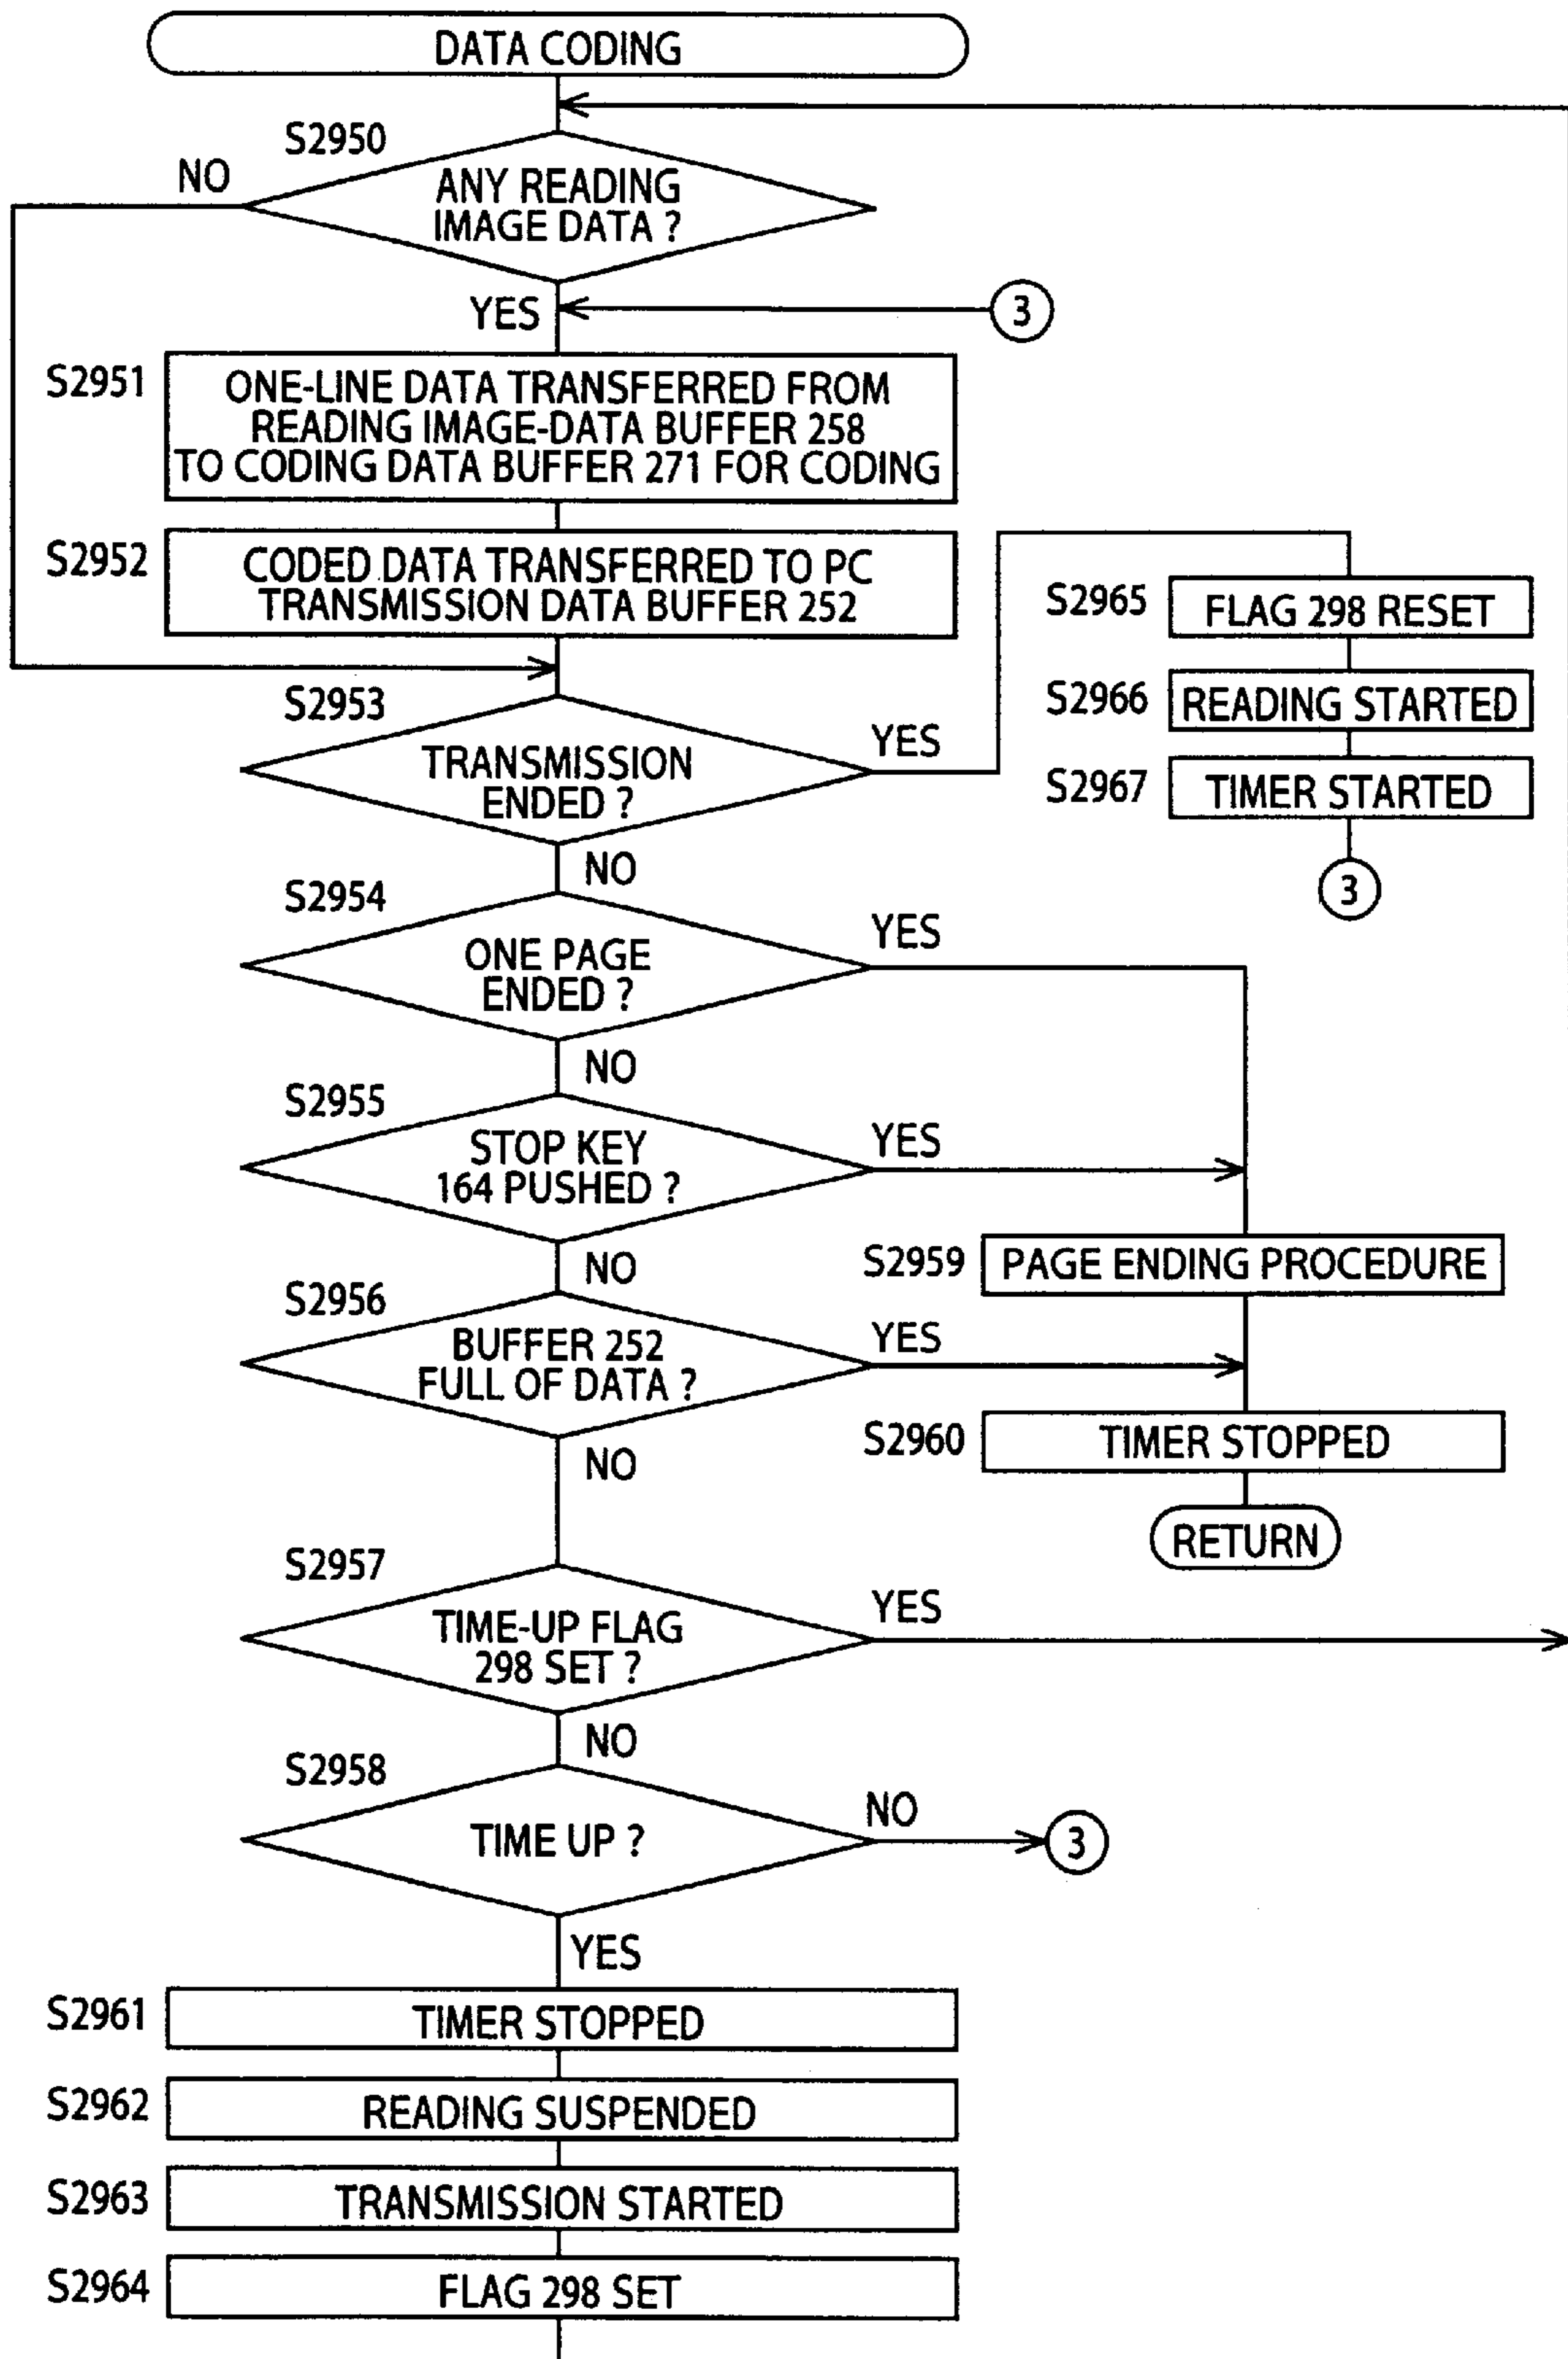 DATA CODING
S2950
NO
ANY READING
IMAGE DATA ?
YES
3
S2951
ONE-LINE DATA TRANSFERRED FROM
READING IMAGE-DATA BUFFER 258
TO CODING DATA BUFFER 271 FOR CODING
S2952
CODED DATA TRANSFERRED TO PC
TRANSMISSION DATA BUFFER 252
S2965
FLAG 298 RESET
S2966
READING STARTED
S2967
TIMER STARTED
3
S2953
TRANSMISSION
ENDED ?
YES
NO
S2954
ONE PAGE
ENDED ?
YES
NO
S2955
STOP KEY
164 PUSHED ?
YES
NO
S2959
PAGE ENDING PROCEDURE
S2956
BUFFER 252
FULL OF DATA ?
YES
NO
S2960
TIMER STOPPED
RETURN
S2957
TIME-UP FLAG
298 SET ?
YES
NO
S2958
TIME UP ?
NO
3
YES
S2961
TIMER STOPPED
S2962
READING SUSPENDED
S2963
TRANSMISSION STARTED
S2964
FLAG 298 SET